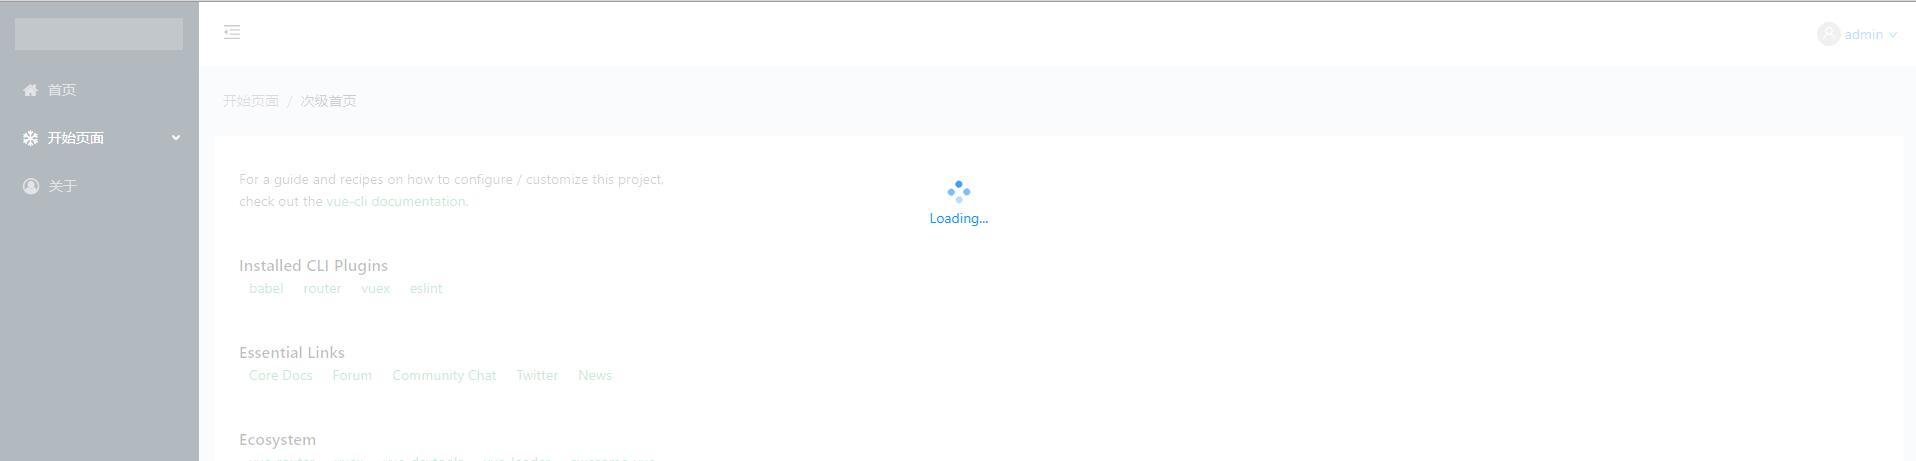 首页
开始页面
关于
admin
开始页面 / 次级首页
For a guide and recipes on how to configure / customize this project,
check out the vue-cli documentation.
Loading...
Installed CLI Plugins
babel router vuex eslint
Essential Links
Core Docs Forum Community Chat Twitter News
Ecosystem